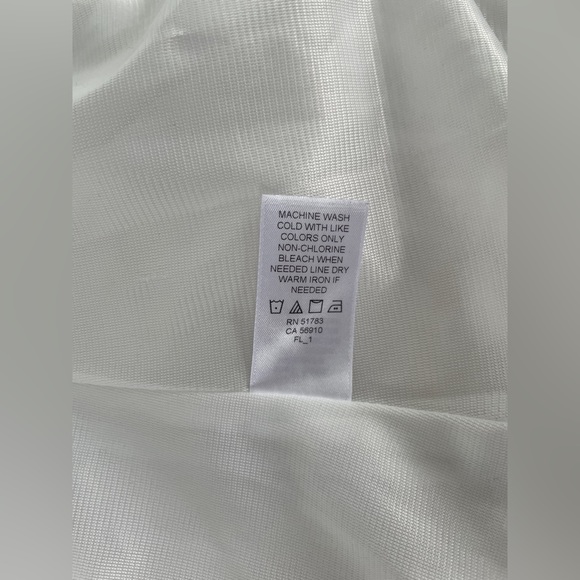 MACHINE WASH
COLD WITH LIKE
COLORS ONLY
NON-CHLORINE
BLEACH WHEN
NEEDED LINE DRY
WARM IRON IF
NEEDED
RN 51783
CA 56910
FL_1